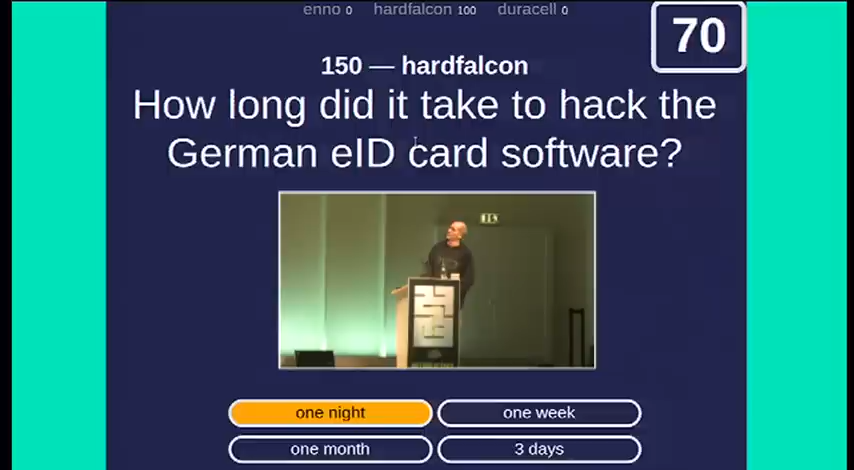 enno 0 hardfalcon 100 duracell 0
70
150 — hardfalcon
How long did it take to hack the
German eID card software?
one night one week
one month 3 days